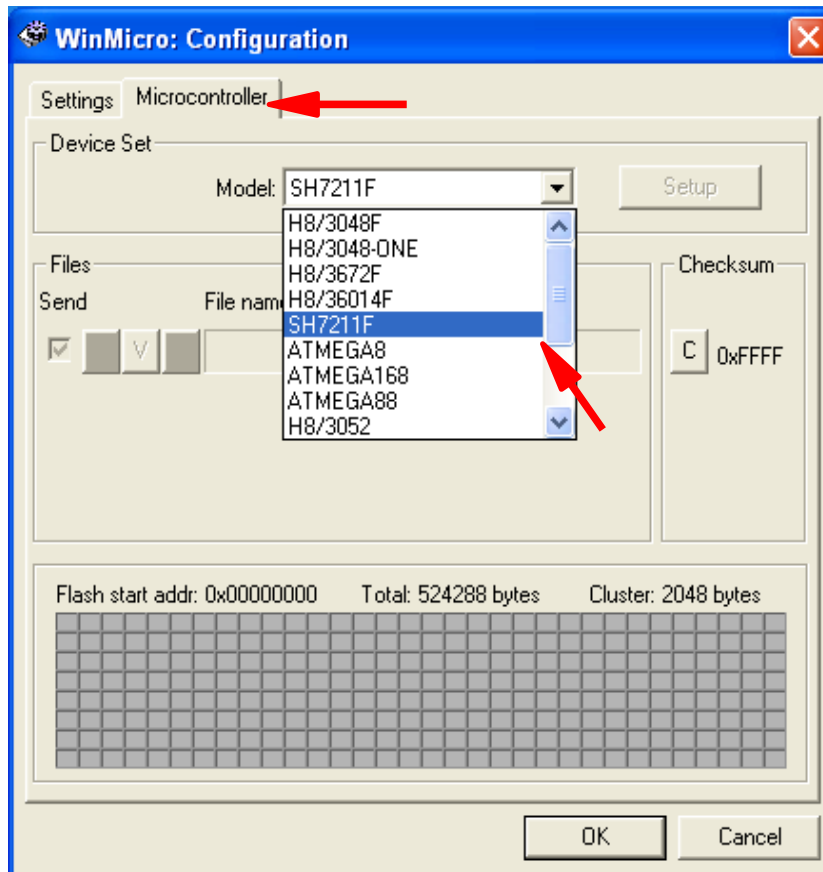 WinMicro: Configuration
Settings Microcontroller
Device Set
Model: SH7211F Setup
H8/3048F
H8/3048-ONE
H8/3672F
H8/36014F
SH7211F
ATMEGA8
ATMEGA168
ATMEGA88
H8/3052
Files
Send File nam
V
Checksum
C 0xFFFF
Flash start addr: 0x00000000 Total: 524288 bytes Cluster: 2048 bytes
OK Cancel